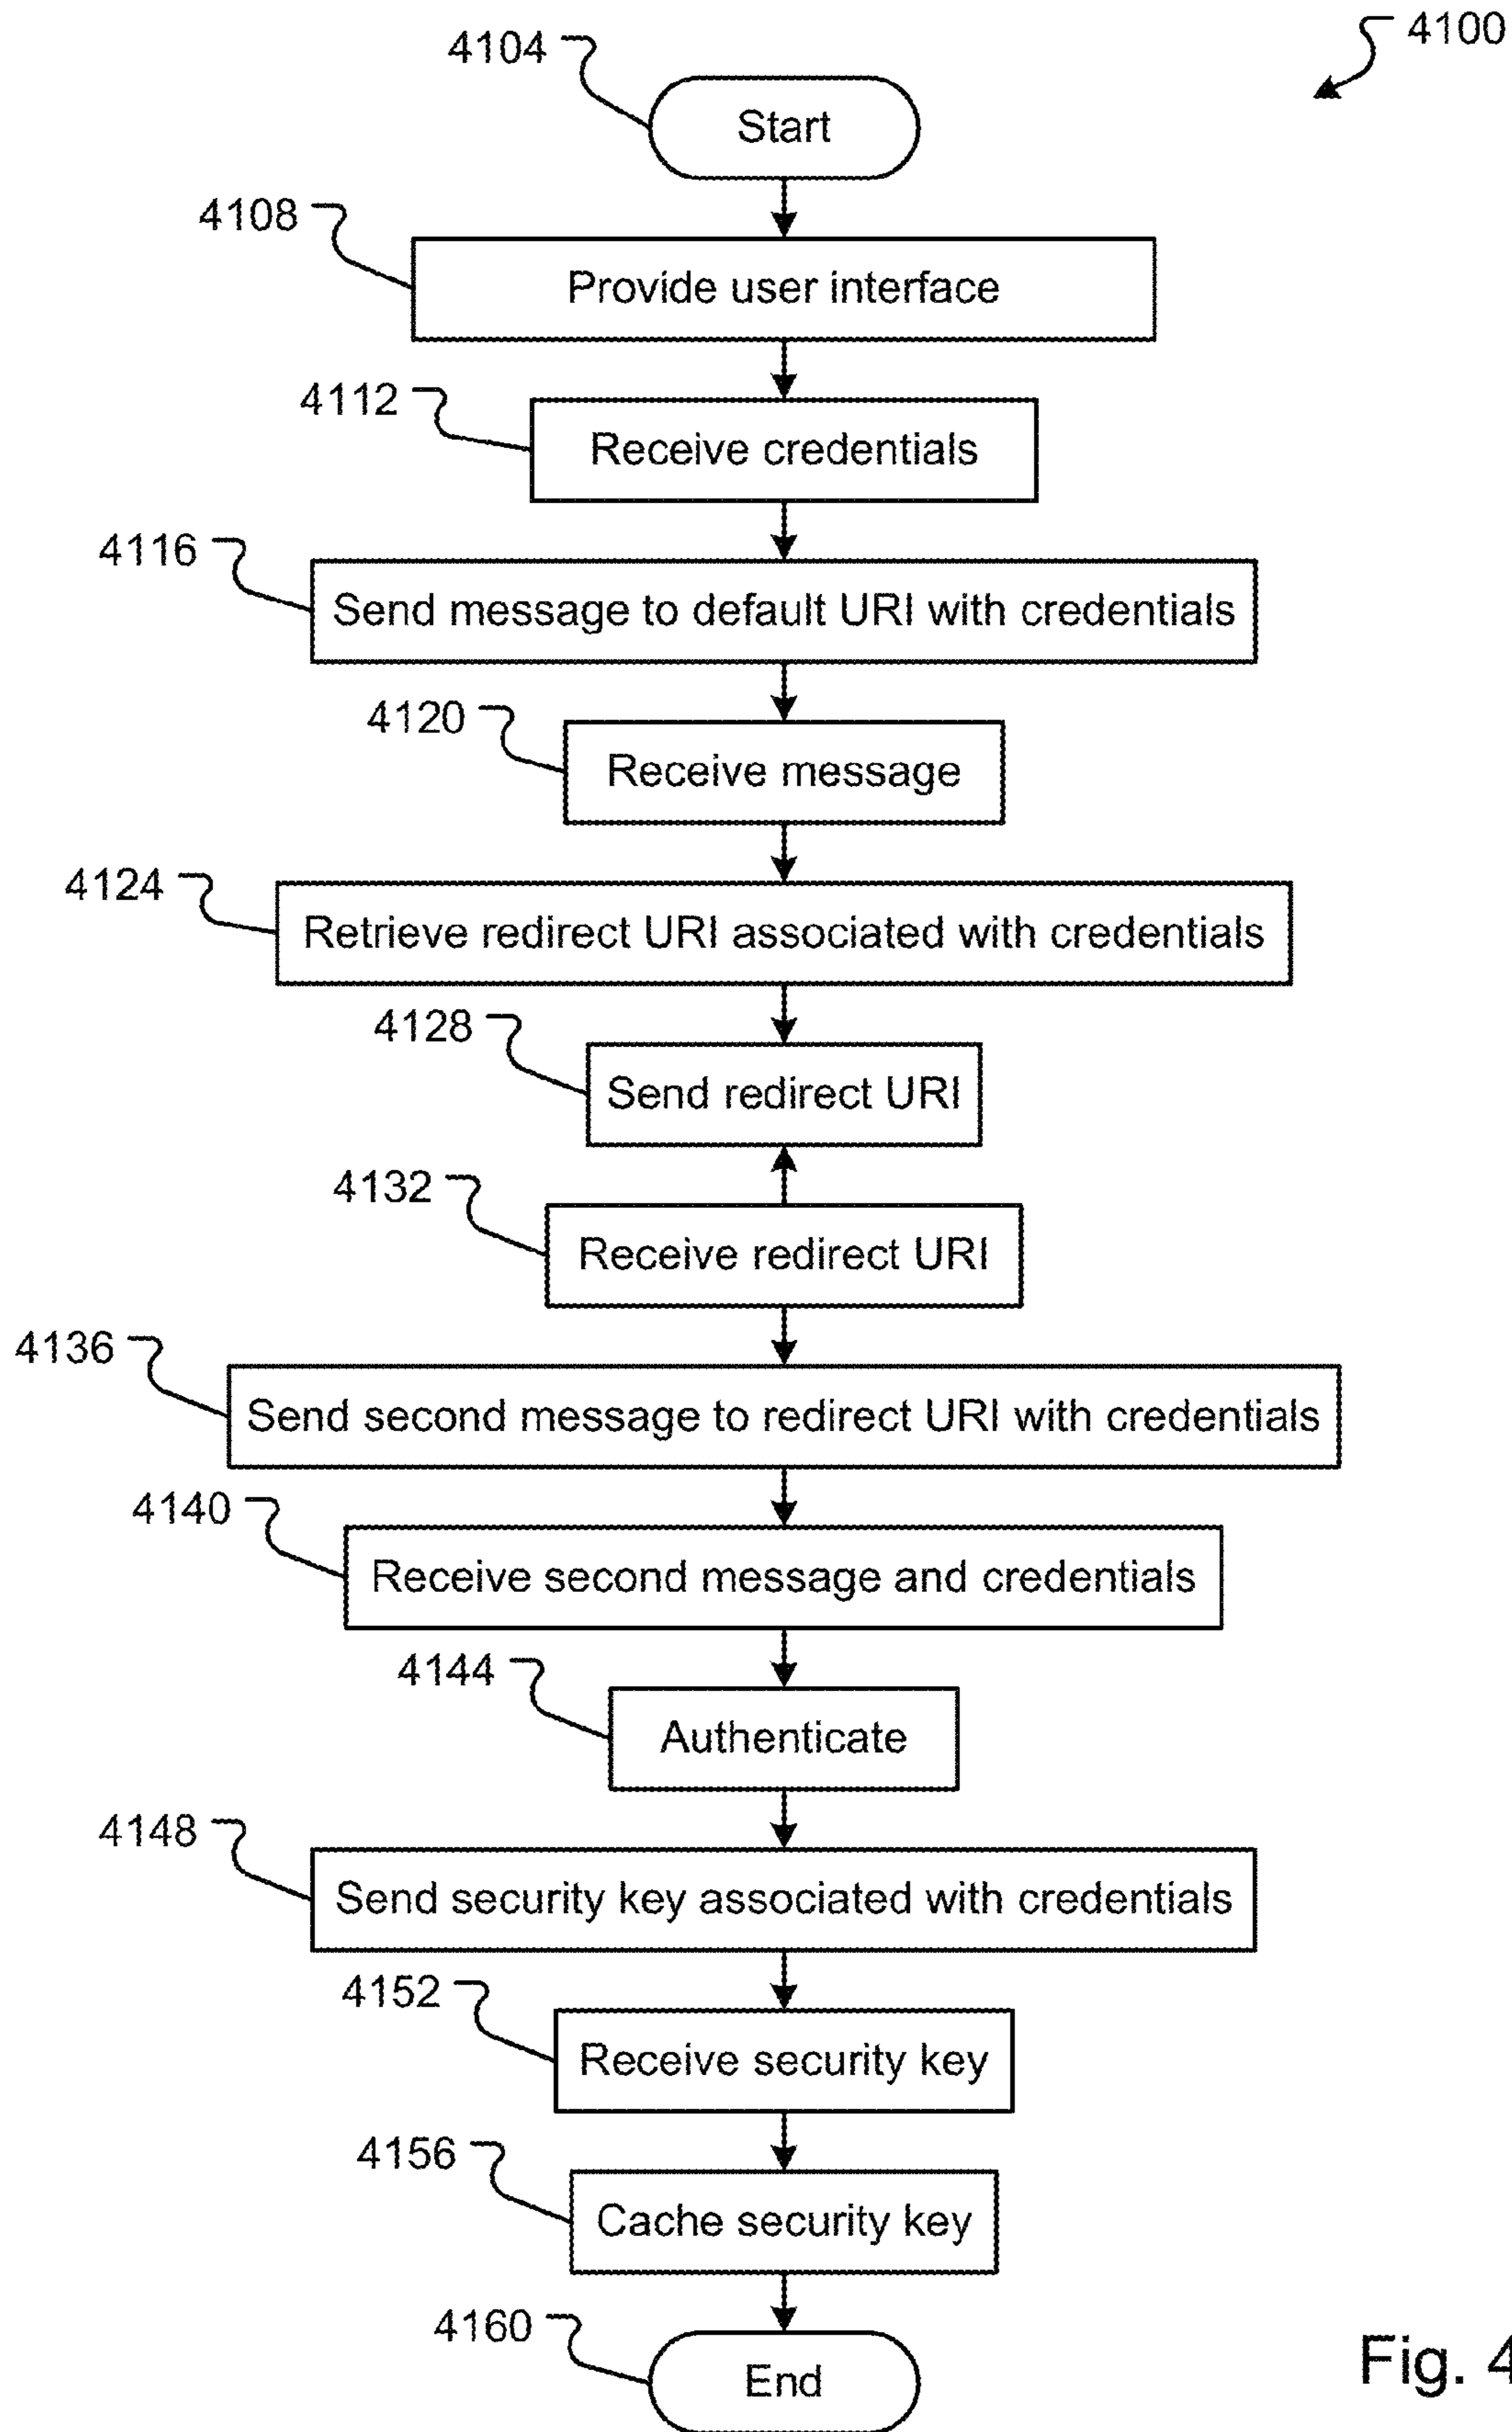 4100
4104
Start
4108
Provide user interface
4112
Receive credentials
4116
Send message to default URI with credentials
4120
Receive message
4124
Retrieve redirect URI associated with credentials
4128
Send redirect URI
4132
Receive redirect URI
4136
Send second message to redirect URI with credentials
4140
Receive second message and credentials
4144
Authenticate
4148
Send security key associated with credentials
4152
Receive security key
4156
Cache security key
4160
End
Fig. 4